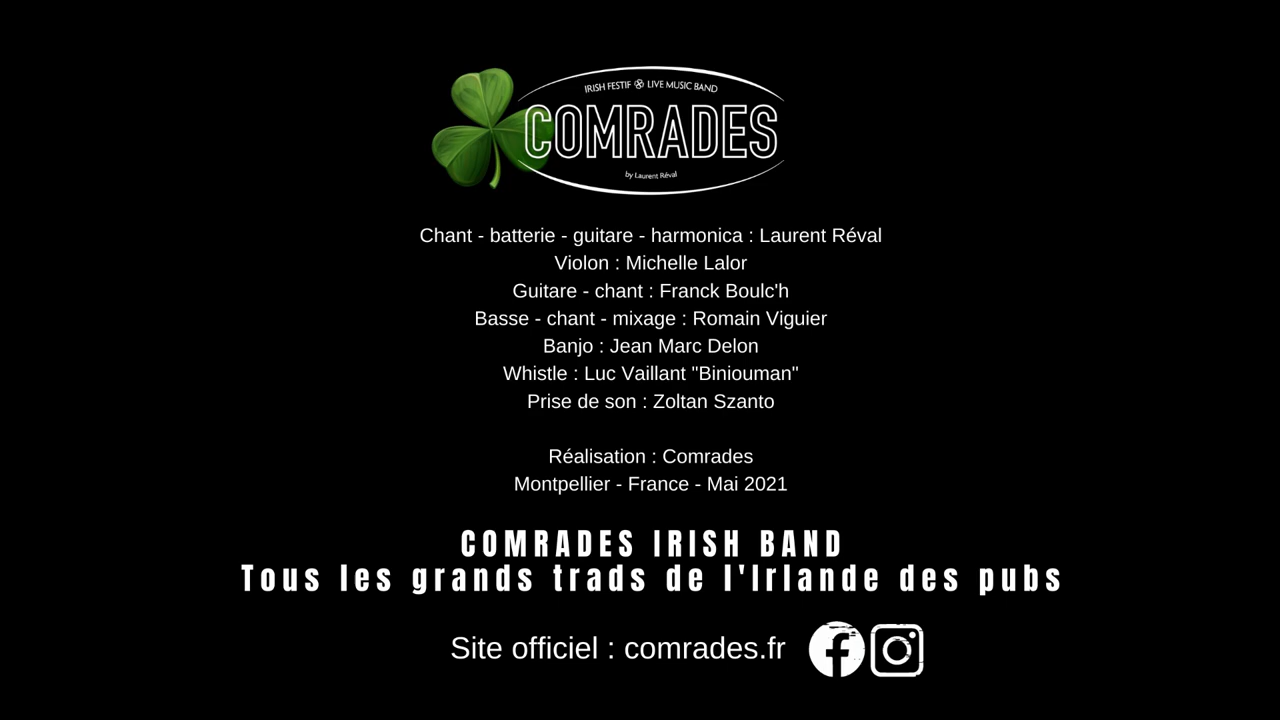 IRISH FESTIF LIVE MUSIC BAND
COMRADES
by Laurent Réval
Chant - batterie - guitare - harmonica : Laurent Réval
Violon : Michelle Lalor
Guitare - chant : Franck Boulc'h
Basse - chant - mixage : Romain Viguier
Banjo : Jean Marc Delon
Whistle : Luc Vaillant "Biniouman"
Prise de son : Zoltan Szanto
Réalisation : Comrades
Montpellier - France - Mai 2021
COMRADES IRISH BAND
Tous les grands trads de l'Irlande des pubs
Site officiel : comrades.fr